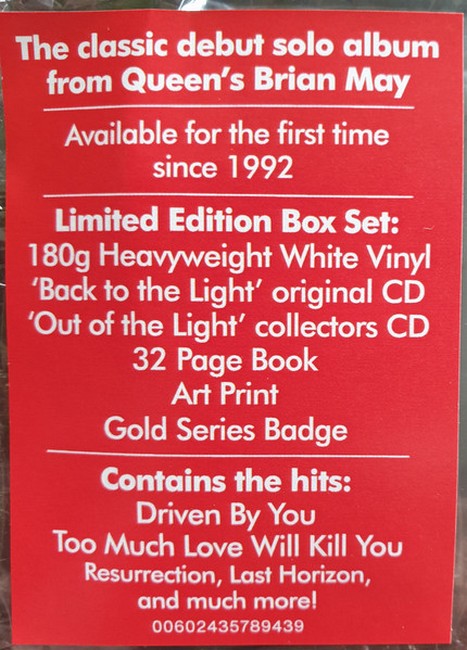 The classic debut solo album
from Queen's Brian May
Available for the first time
since 1992
Limited Edition Box Set:
180g Heavyweight White Vinyl
'Back to the Light' original CD
'Out of the Light' collectors CD
32 Page Book
Art Print
Gold Series Badge
Contains the hits:
Driven By You
Too Much Love Will Kill You
Resurrection, Last Horizon,
and much more!
00602435789439